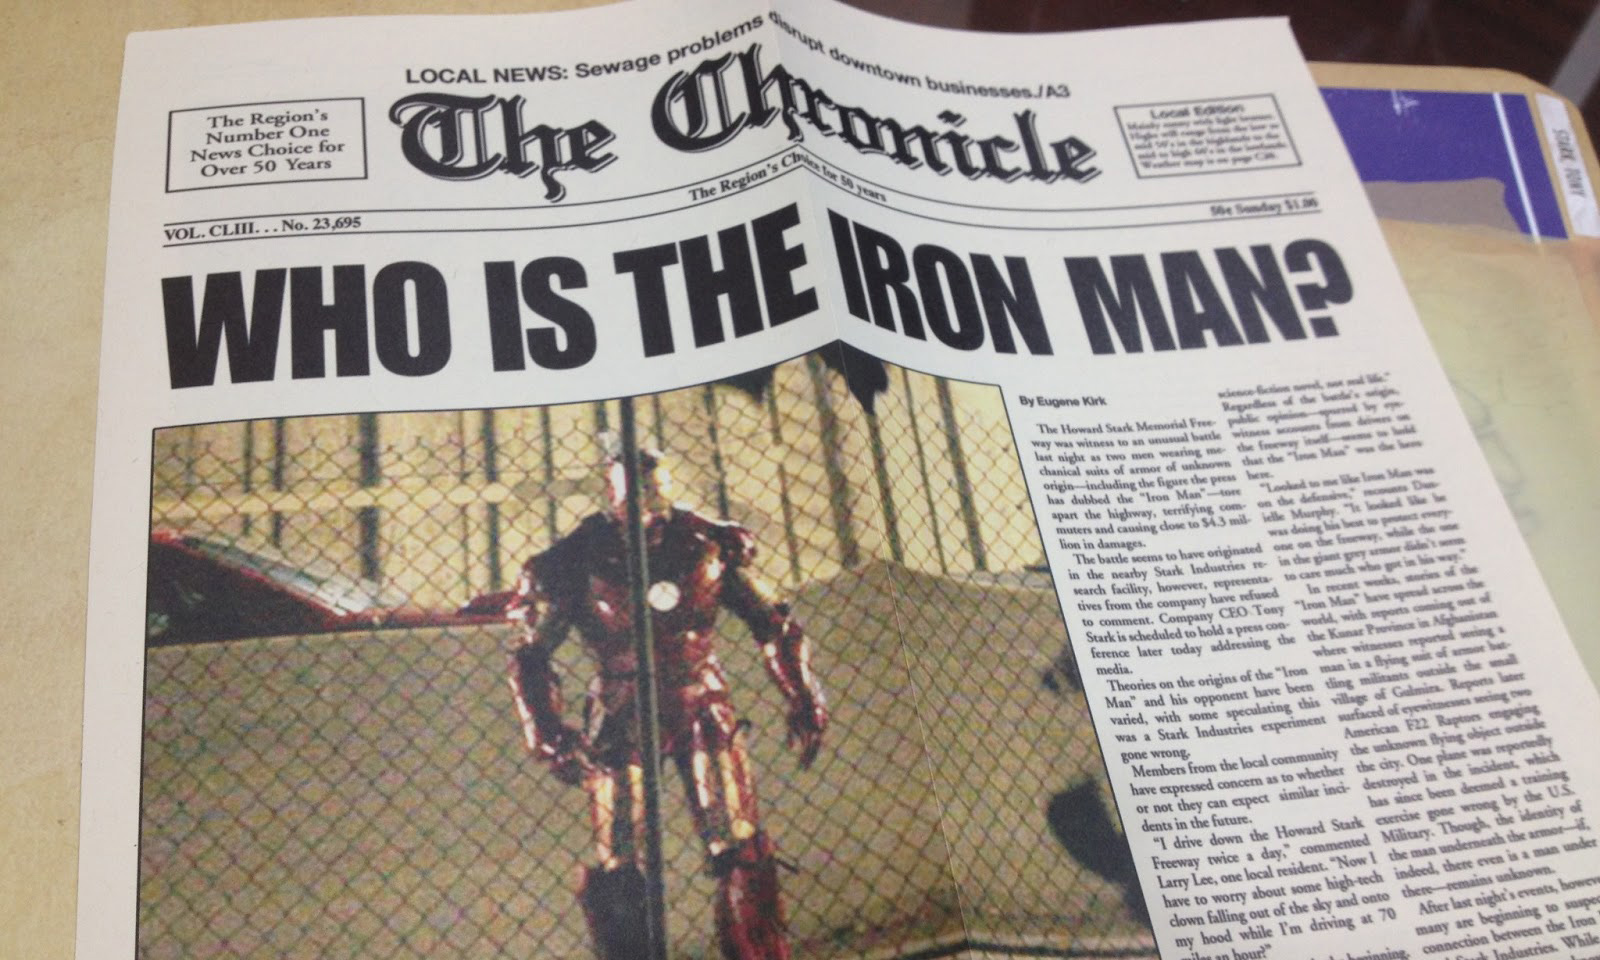 LOCAL NEWS: Sewage problems disrupt downtown businesses./A3
The Region's
Number One
News Choice for
Over 50 Years
The Chronicle
Local Edition
Weather map is on page C20.
The Region's Choice for 50 years
VOL. CLIII. . . No. 23,695
50¢ Sunday $1.00
WHO IS THE IRON MAN?
By Eugene Kirk
The Howard Stark Memorial Free-
way was witness to an unusual battle
last night as two men wearing me-
chanical suits of armor of unknown
origin—including the figure the press
has dubbed the "Iron Man"—tore
apart the highway, terrifying com-
muters and causing close to $4.3 mil-
lion in damages.
The battle seems to have originated
in the nearby Stark Industries re-
search facility, however, representa-
tives from the company have refused
to comment. Company CEO Tony
Stark is scheduled to hold a press con-
ference later today addressing the
media.
Theories on the origins of the "Iron
Man" and his opponent have been
varied, with some speculating this
was a Stark Industries experiment
gone wrong.
Members from the local community
have expressed concern as to whether
or not they can expect similar inci-
dents in the future.
"I drive down the Howard Stark
Freeway twice a day," commented
Larry Lee, one local resident. "Now I
have to worry about some high-tech
clown falling out of the sky and onto
my hood while I'm driving at 70
miles an hour!"
science-fiction novel, not real life."
Regardless of the battle's origin,
public opinion—spurred by eye-
witness accounts from drivers on
the freeway itself—seems to hold
that the "Iron Man" was the hero
here.
"Looked to me like Iron Man was
on the defensive," recounts Dan-
ielle Murphy. "It looked like he
was doing his best to protect every-
one on the freeway, while the one
in the giant grey armor didn't seem
to care much who got in his way."
In recent weeks, stories of the
"Iron Man" have spread across the
world, with reports coming out of
the Kunar Province in Afghanistan
where witnesses reported seeing a
man in a flying suit of armor bat-
tling militants outside the small
village of Gulmira. Reports later
surfaced of eyewitnesses seeing two
American F22 Raptors engaging
the unknown flying object outside
the city. One plane was reportedly
destroyed in the incident, which
has since been deemed a training
exercise gone wrong by the U.S.
Military. Though, the identity of
the man underneath the armor—if,
indeed, there even is a man under
there—remains unknown.
After last night's events, however
many are beginning to suspec
connection between the Iron
Industries. While
STARK, TONY